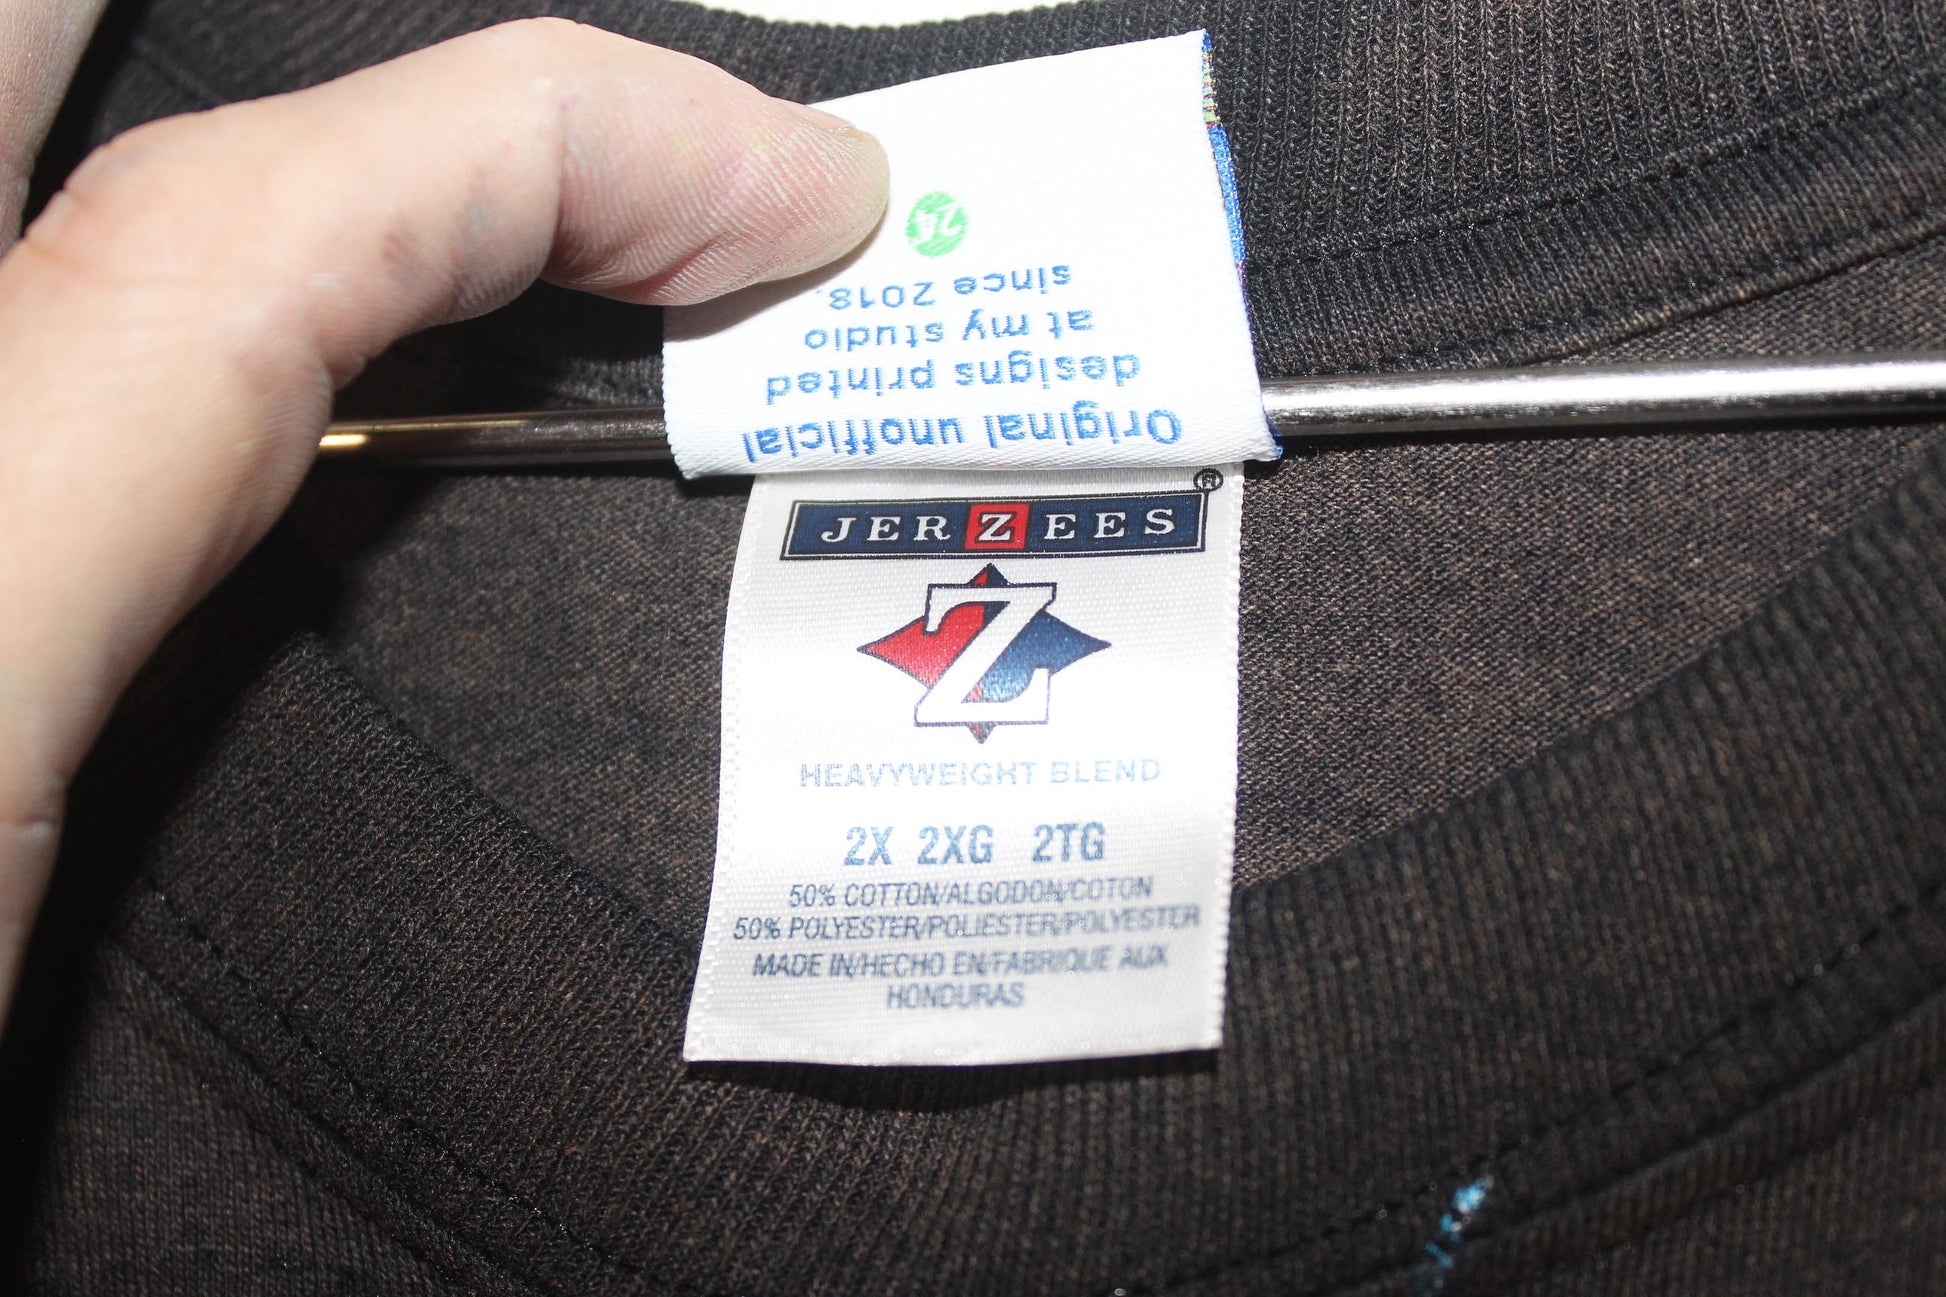 Original unofficial
designs printed
at my studio
since 2018.
24
JERZEES®
Z
HEAVYWEIGHT BLEND
2X 2XG 2TG
50% COTTON/ALGODON/COTON
50% POLYESTER/POLIESTER/POLYESTER
MADE IN/HECHO EN/FABRIQUE AUX
HONDURAS